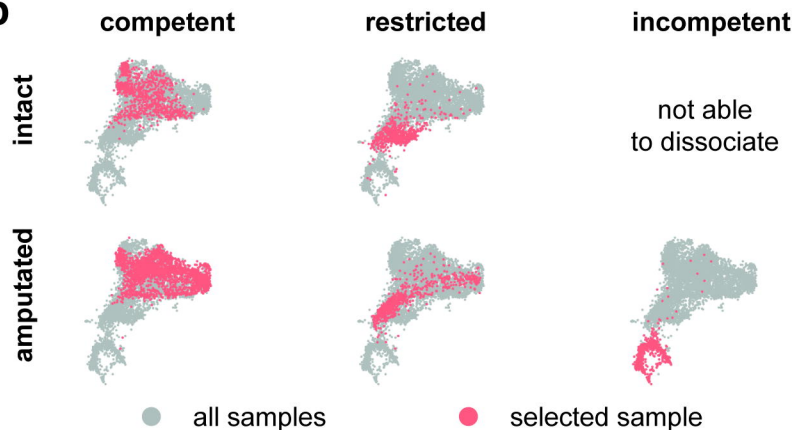 competent restricted incompetent
intact
not able
to dissociate
amputated
all samples selected sample